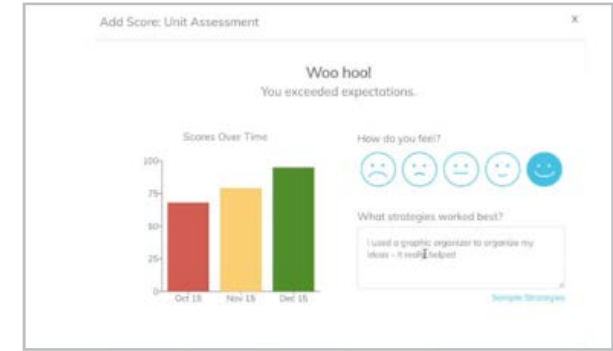 Add Score: Unit Assessment
X
Woo hoo!
You exceeded expectations.
Scores Over Time
100
75
50
25
0
Oct 15
Nov 15
Dec 15
How do you feel?
What strategies worked best?
I used a graphic organizer to organize my
ideas - it really helped
Sample Strategies